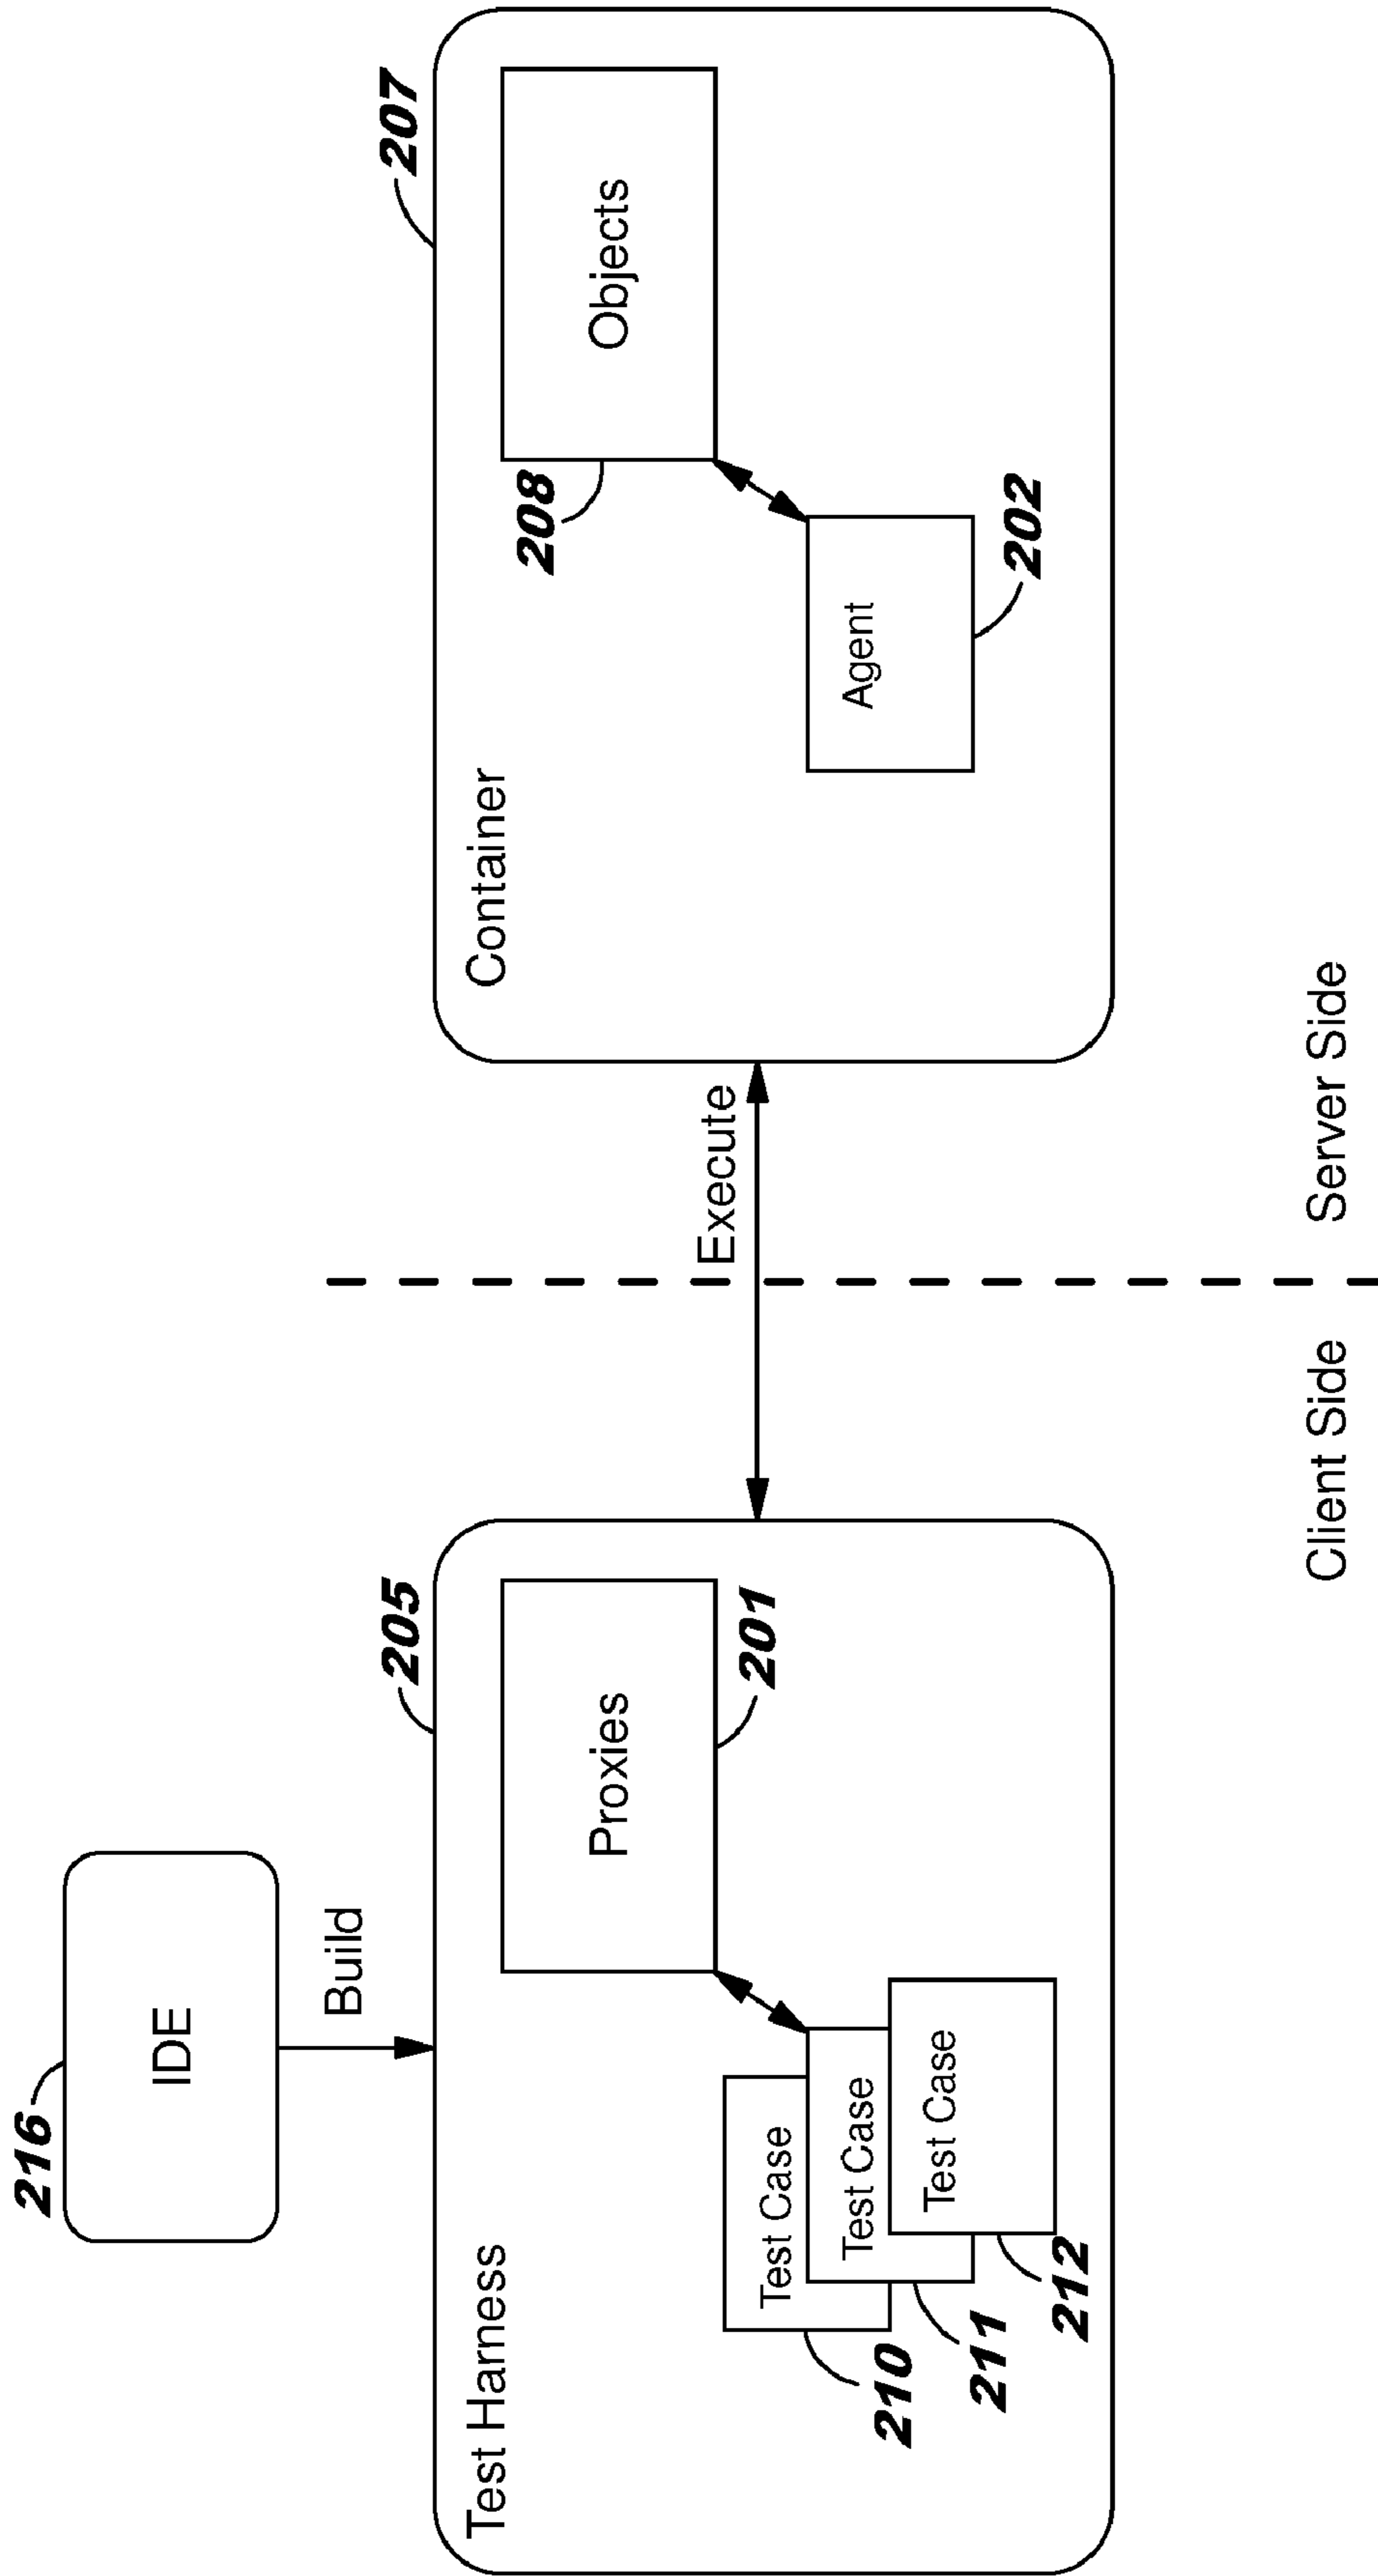 216
IDE
Build
205
207
Test Harness
Container
Proxies
Objects
201
208
Execute
Test Case
Test Case
Test Case
Agent
210
211
212
202
Client Side
Server Side